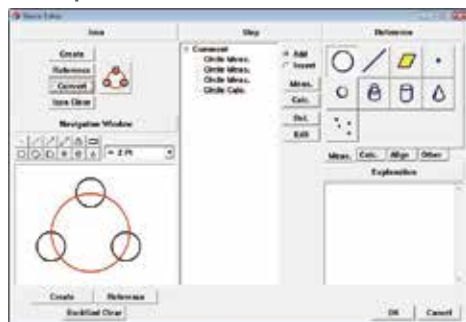 Icon
Step
Reference
Create
Reference
Convert
Icon Clear
Comment
Circle Meas.
Circle Meas.
Circle Meas.
Circle Calc.
Add
Insert
Meas.
Calc.
Del.
Edit
Navigation Window
Meas. Calc. Align Other
Explanation
Create Reference
Clear
OK Cancel